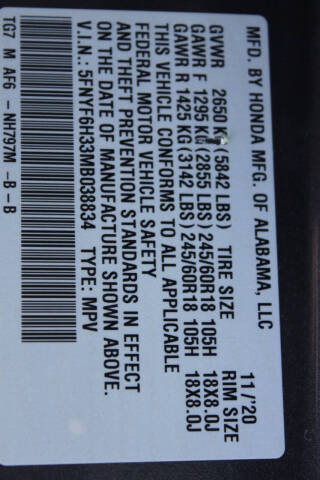 MFD. BY HONDA MFG. OF ALABAMA, LLC 11/'20
GVWR 2650 KG(5842 LBS) TIRE SIZE RIM SIZE
GAWR F 1295 KG(2855 LBS) 245/60R18 105H 18X8.0J
GAWR R 1425 KG(3142 LBS) 245/60R18 105H 18X8.0J
THIS VEHICLE CONFORMS TO ALL APPLICABLE
FEDERAL MOTOR VEHICLE SAFETY
AND THEFT PREVENTION STANDARDS IN EFFECT
ON THE DATE OF MANUFACTURE SHOWN ABOVE.
V.I.N.: 5FNYF6H33MB038834 TYPE: MPV
TG7 M AF6 -NH797M -B -B